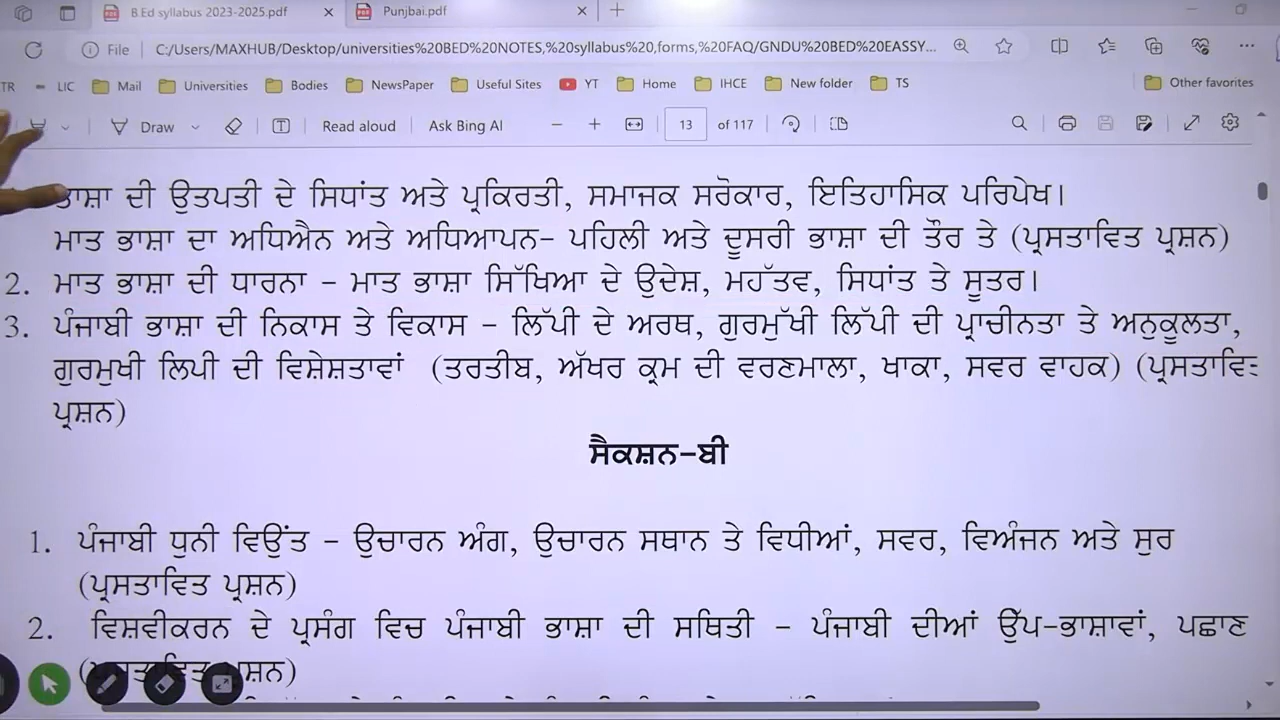 B.Ed syllabus 2023-2025.pdf
Punjbai.pdf
File
C:/Users/MAXHUB/Desktop/universities%20BED%20NOTES,%20syllabus%20,forms,%20FAQ/GNDU%20BED%20EASSY...
TR LIC Mail Universities Bodies NewsPaper Useful Sites YT Home IHCE New folder TS Other favorites
Draw Read aloud Ask Bing AI 13 of 117
ਭਾਸ਼ਾ ਦੀ ਉਤਪਤੀ ਦੇ ਸਿਧਾਂਤ ਅਤੇ ਪ੍ਰਕਿਰਤੀ, ਸਮਾਜਕ ਸਰੋਕਾਰ, ਇਤਿਹਾਸਿਕ ਪਰਿਪੇਖ।
ਮਾਤ ਭਾਸ਼ਾ ਦਾ ਅਧਿਐਨ ਅਤੇ ਅਧਿਆਪਨ- ਪਹਿਲੀ ਅਤੇ ਦੂਸਰੀ ਭਾਸ਼ਾ ਦੀ ਤੌਰ ਤੇ (ਪ੍ਰਸਤਾਵਿਤ ਪ੍ਰਸ਼ਨ)
2. ਮਾਤ ਭਾਸ਼ਾ ਦੀ ਧਾਰਨਾ - ਮਾਤ ਭਾਸ਼ਾ ਸਿੱਖਿਆ ਦੇ ਉਦੇਸ਼, ਮਹੱਤਵ, ਸਿਧਾਂਤ ਤੇ ਸੂਤਰ।
3. ਪੰਜਾਬੀ ਭਾਸ਼ਾ ਦੀ ਨਿਕਾਸ ਤੇ ਵਿਕਾਸ - ਲਿੱਪੀ ਦੇ ਅਰਥ, ਗੁਰਮੁੱਖੀ ਲਿੱਪੀ ਦੀ ਪ੍ਰਾਚੀਨਤਾ ਤੇ ਅਨੁਕੂਲਤਾ,
ਗੁਰਮੁਖੀ ਲਿਪੀ ਦੀ ਵਿਸ਼ੇਸ਼ਤਾਵਾਂ (ਤਰਤੀਬ, ਅੱਖਰ ਕ੍ਰਮ ਦੀ ਵਰਣਮਾਲਾ, ਖਾਕਾ, ਸਵਰ ਵਾਹਕ) (ਪ੍ਰਸਤਾਵਿਤ
ਪ੍ਰਸ਼ਨ)
ਸੈਕਸ਼ਨ-ਬੀ
1. ਪੰਜਾਬੀ ਧੁਨੀ ਵਿਉਂਤ - ਉਚਾਰਨ ਅੰਗ, ਉਚਾਰਨ ਸਥਾਨ ਤੇ ਵਿਧੀਆਂ, ਸਵਰ, ਵਿਅੰਜਨ ਅਤੇ ਸੁਰ
(ਪ੍ਰਸਤਾਵਿਤ ਪ੍ਰਸ਼ਨ)
2. ਵਿਸ਼ਵੀਕਰਨ ਦੇ ਪ੍ਰਸੰਗ ਵਿਚ ਪੰਜਾਬੀ ਭਾਸ਼ਾ ਦੀ ਸਥਿਤੀ - ਪੰਜਾਬੀ ਦੀਆਂ ਉੱਪ-ਭਾਸ਼ਾਵਾਂ, ਪਛਾਣ
(ਪ੍ਰਸਤਾਵਿਤ ਪ੍ਰਸ਼ਨ)